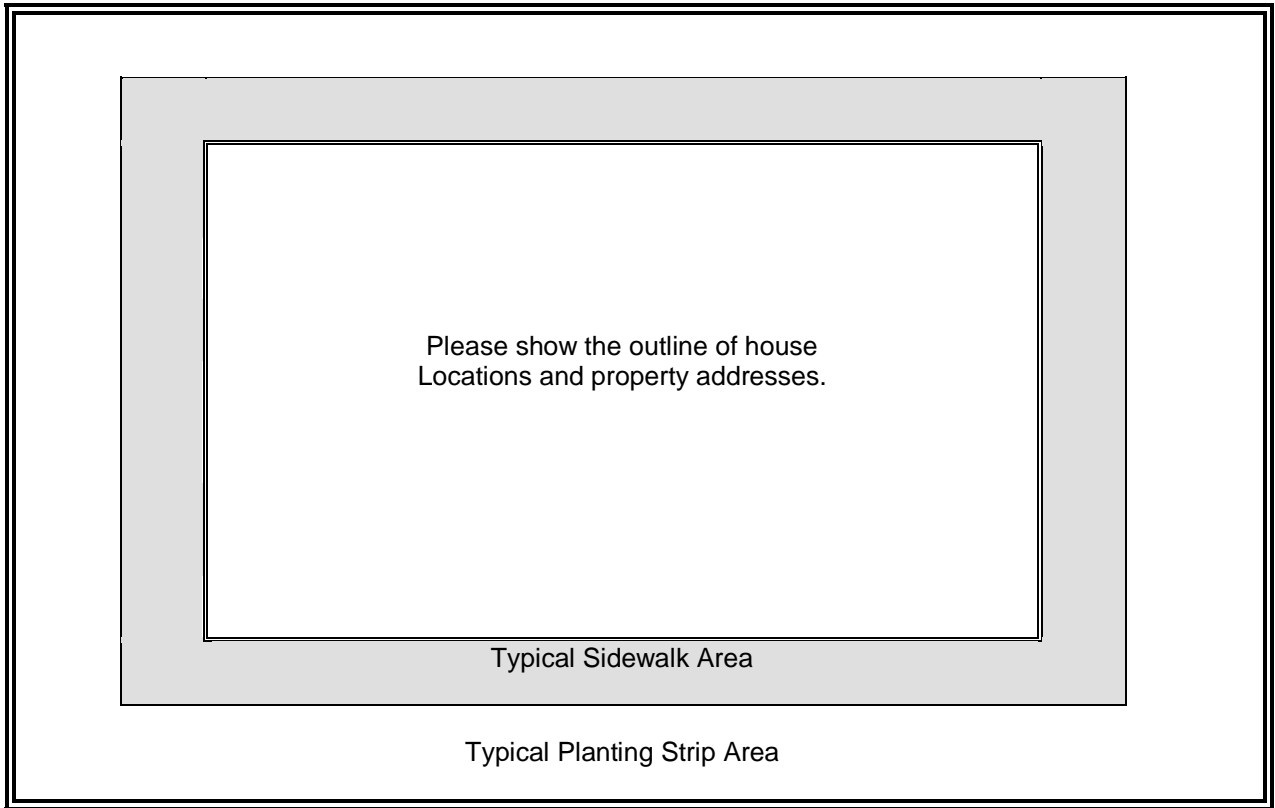 Please show the outline of house
Locations and property addresses.
Typical Sidewalk Area
Typical Planting Strip Area